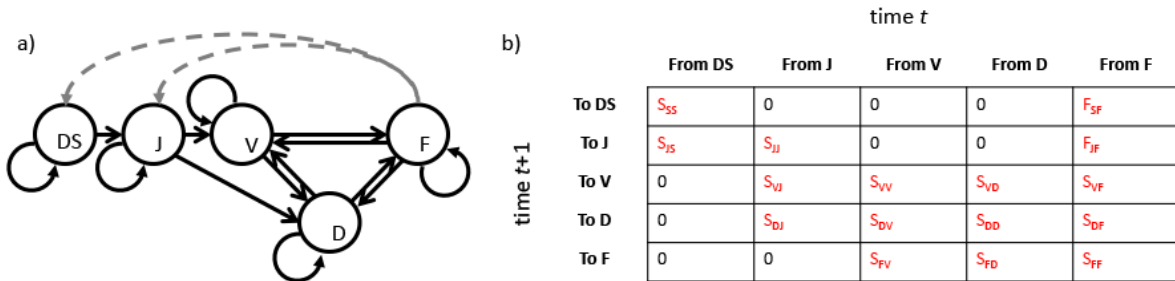 a)
DS
J
V
F
D
b)
time t
From DS From J From V From D From F
time t+1
To DS S_SS 0 0 0 F_SF
To J S_JS S_JJ 0 0 F_JF
To V 0 S_VJ S_VV S_VD S_VF
To D 0 S_DJ S_DV S_DD S_DF
To F 0 0 S_FV S_FD S_FF